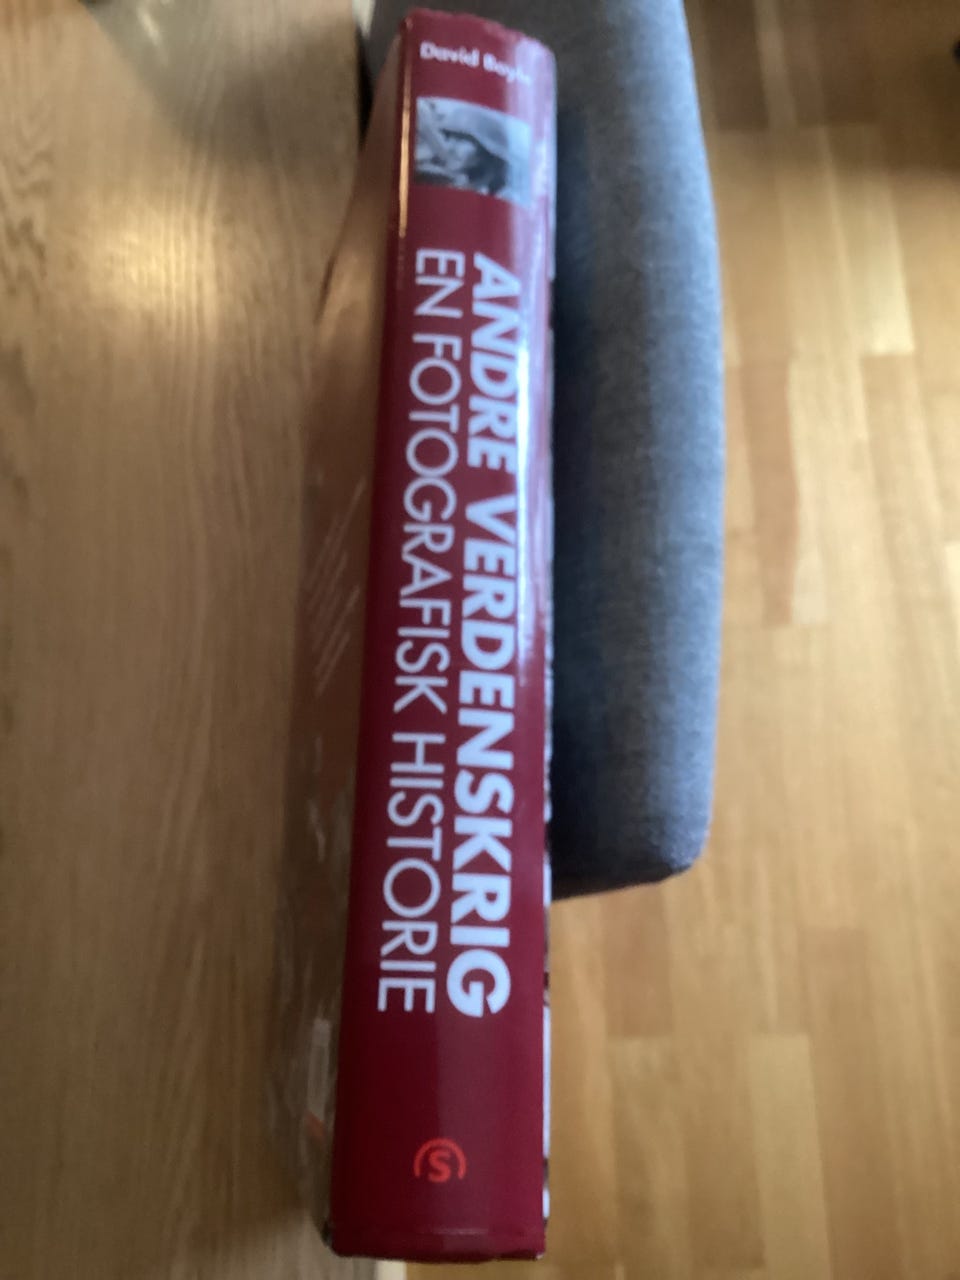 David Boyle
ANDRE VERDENSKRIG
EN FOTOGRAFISK HISTORIE
S